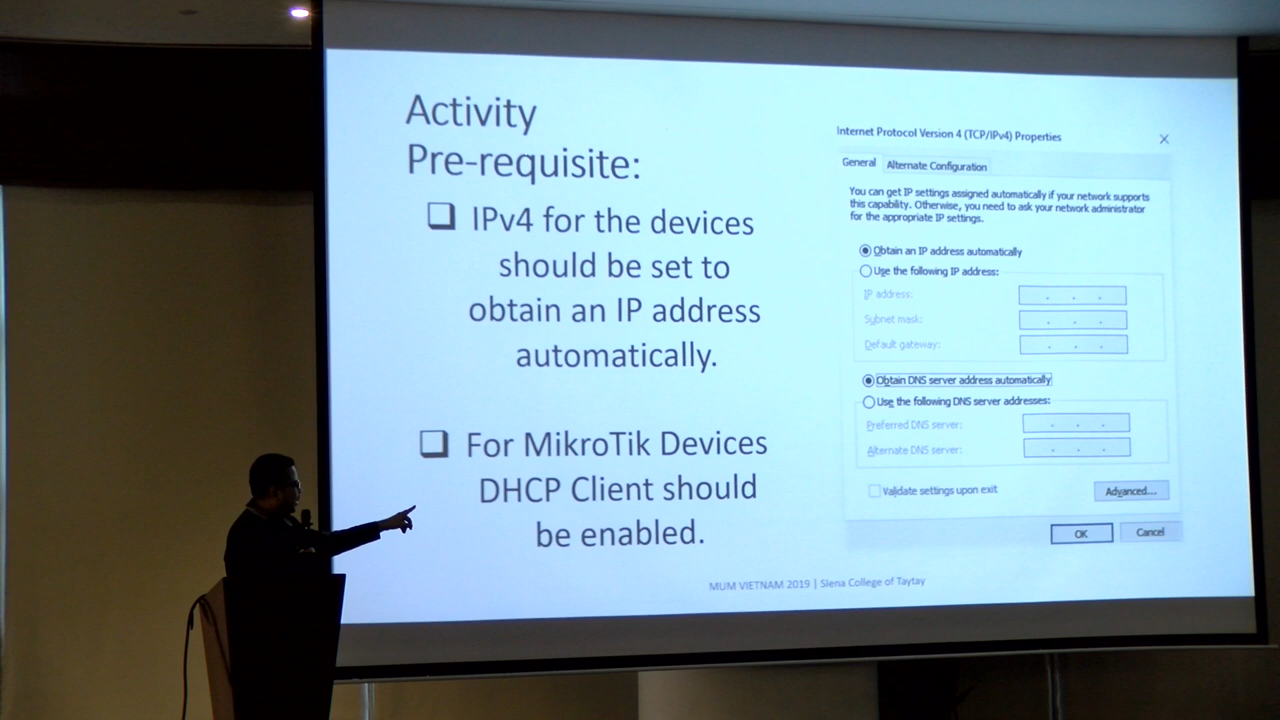 Activity
Pre-requisite:
❑ IPv4 for the devices
should be set to
obtain an IP address
automatically.
❑ For MikroTik Devices
DHCP Client should
be enabled.
Internet Protocol Version 4 (TCP/IPv4) Properties
General
Alternate Configuration
You can get IP settings assigned automatically if your network supports
this capability. Otherwise, you need to ask your network administrator
for the appropriate IP settings.
Obtain an IP address automatically
Use the following IP address:
IP address:
Subnet mask:
Default gateway:
Obtain DNS server address automatically
Use the following DNS server addresses:
Preferred DNS server:
Alternate DNS server:
Validate settings upon exit
Advanced...
OK
Cancel
MUM VIETNAM 2019 | Siena College of Taytay